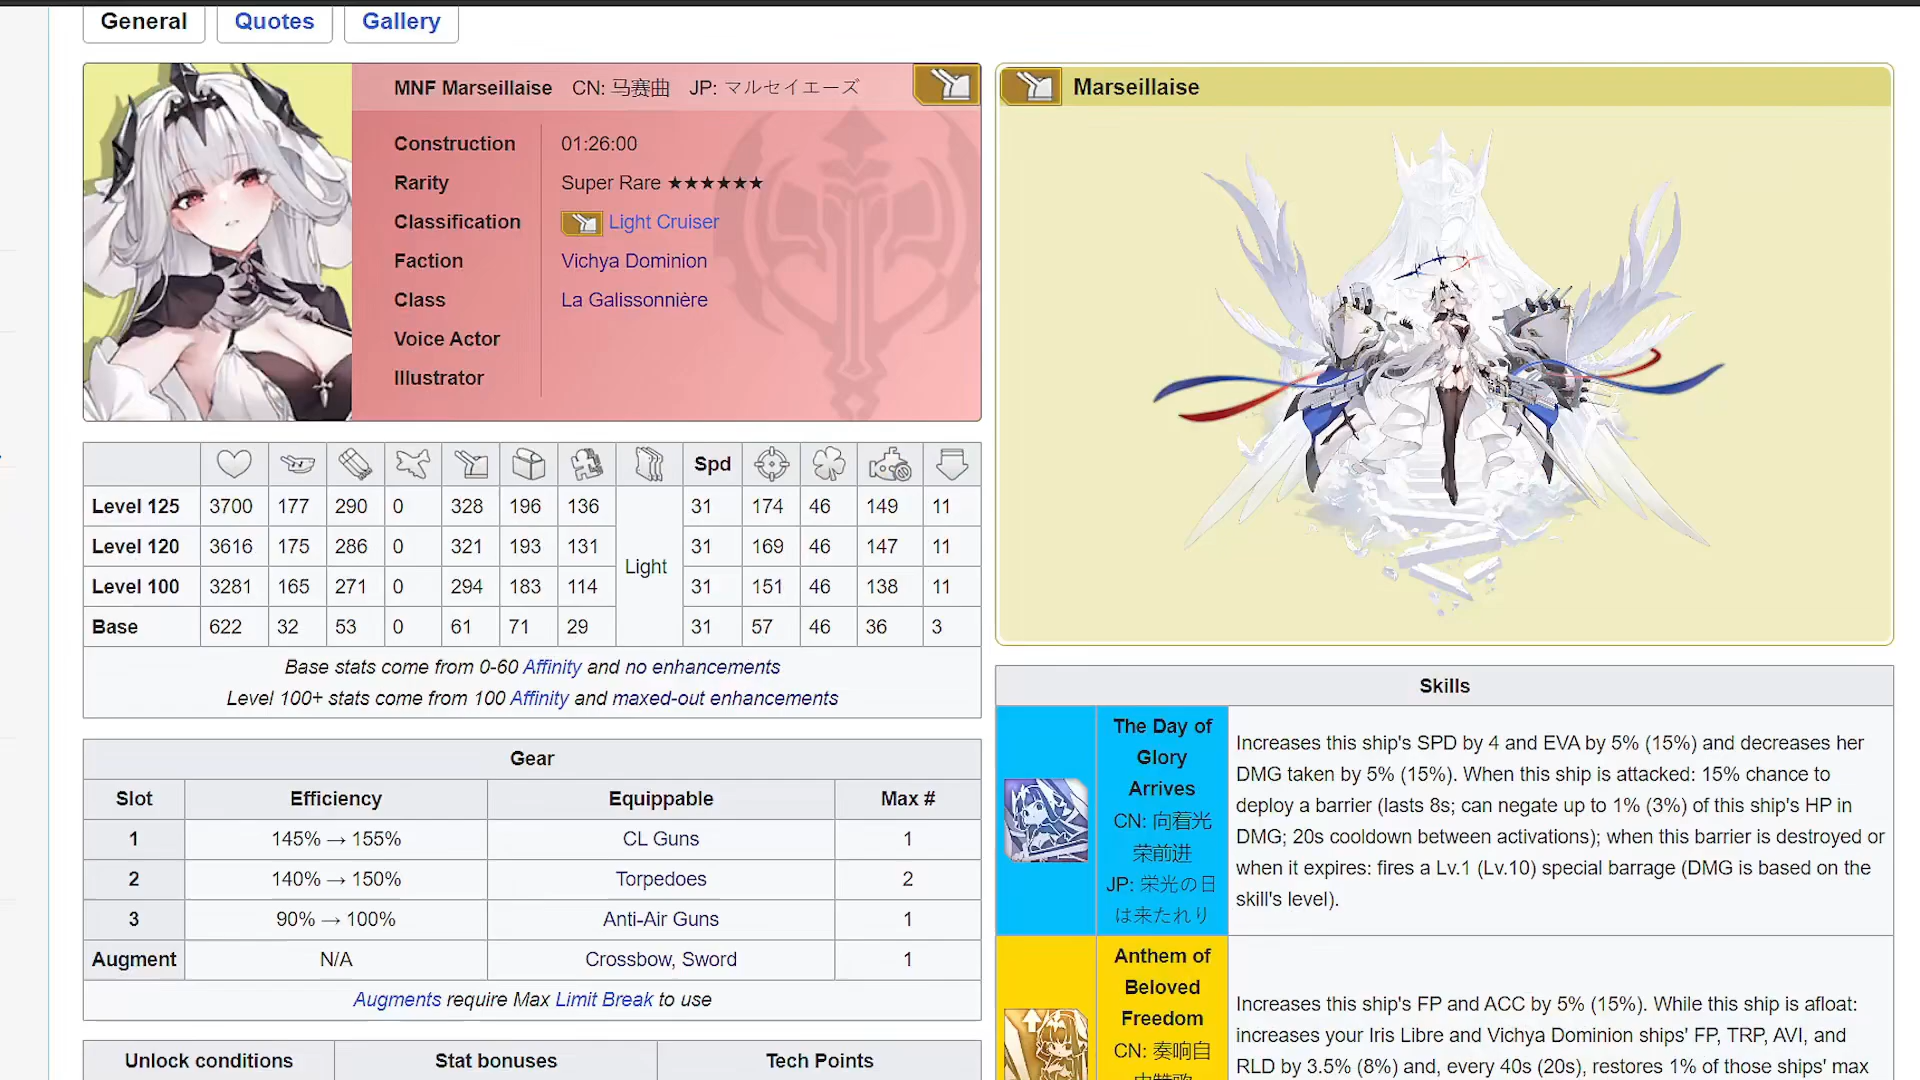 General
Quotes
Gallery
MNF Marseillaise CN: 马赛曲 JP: マルセイエーズ
Construction 01:26:00
Rarity Super Rare ★★★★★★
Classification Light Cruiser
Faction Vichya Dominion
Class La Galissonnière
Voice Actor
Illustrator
Spd
Level 125 3700 177 290 0 328 196 136 31 174 46 149 11
Level 120 3616 175 286 0 321 193 131 31 169 46 147 11
Light
Level 100 3281 165 271 0 294 183 114 31 151 46 138 11
Base 622 32 53 0 61 71 29 31 57 46 36 3
Base stats come from 0-60 Affinity and no enhancements
Level 100+ stats come from 100 Affinity and maxed-out enhancements
Gear
Slot Efficiency Equippable Max #
1 145% → 155% CL Guns 1
2 140% → 150% Torpedoes 2
3 90% → 100% Anti-Air Guns 1
Augment N/A Crossbow, Sword 1
Augments require Max Limit Break to use
Unlock conditions Stat bonuses Tech Points
Marseillaise
Skills
The Day of
Glory
Arrives
CN: 向着光
荣前进
JP: 栄光の日
は来たれり
Increases this ship's SPD by 4 and EVA by 5% (15%) and decreases her
DMG taken by 5% (15%). When this ship is attacked: 15% chance to
deploy a barrier (lasts 8s; can negate up to 1% (3%) of this ship's HP in
DMG; 20s cooldown between activations); when this barrier is destroyed or
when it expires: fires a Lv.1 (Lv.10) special barrage (DMG is based on the
skill's level).
Anthem of
Beloved
Freedom
CN: 奏响自
Increases this ship's FP and ACC by 5% (15%). While this ship is afloat:
increases your Iris Libre and Vichya Dominion ships' FP, TRP, AVI, and
RLD by 3.5% (8%) and, every 40s (20s), restores 1% of those ships' max